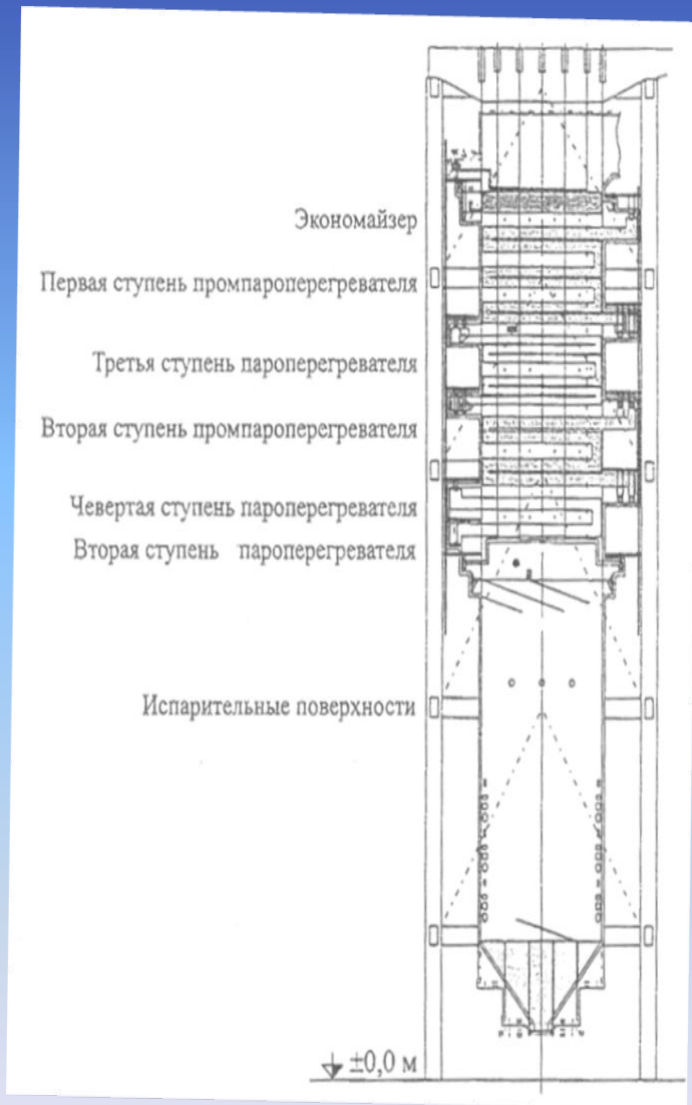 Экономайзер
Первая ступень промпароперегревателя
Третья ступень пароперегревателя
Вторая ступень промпароперегревателя
Чевертая ступень пароперегревателя
Вторая ступень пароперегревателя
Испарительные поверхности
±0,0 м